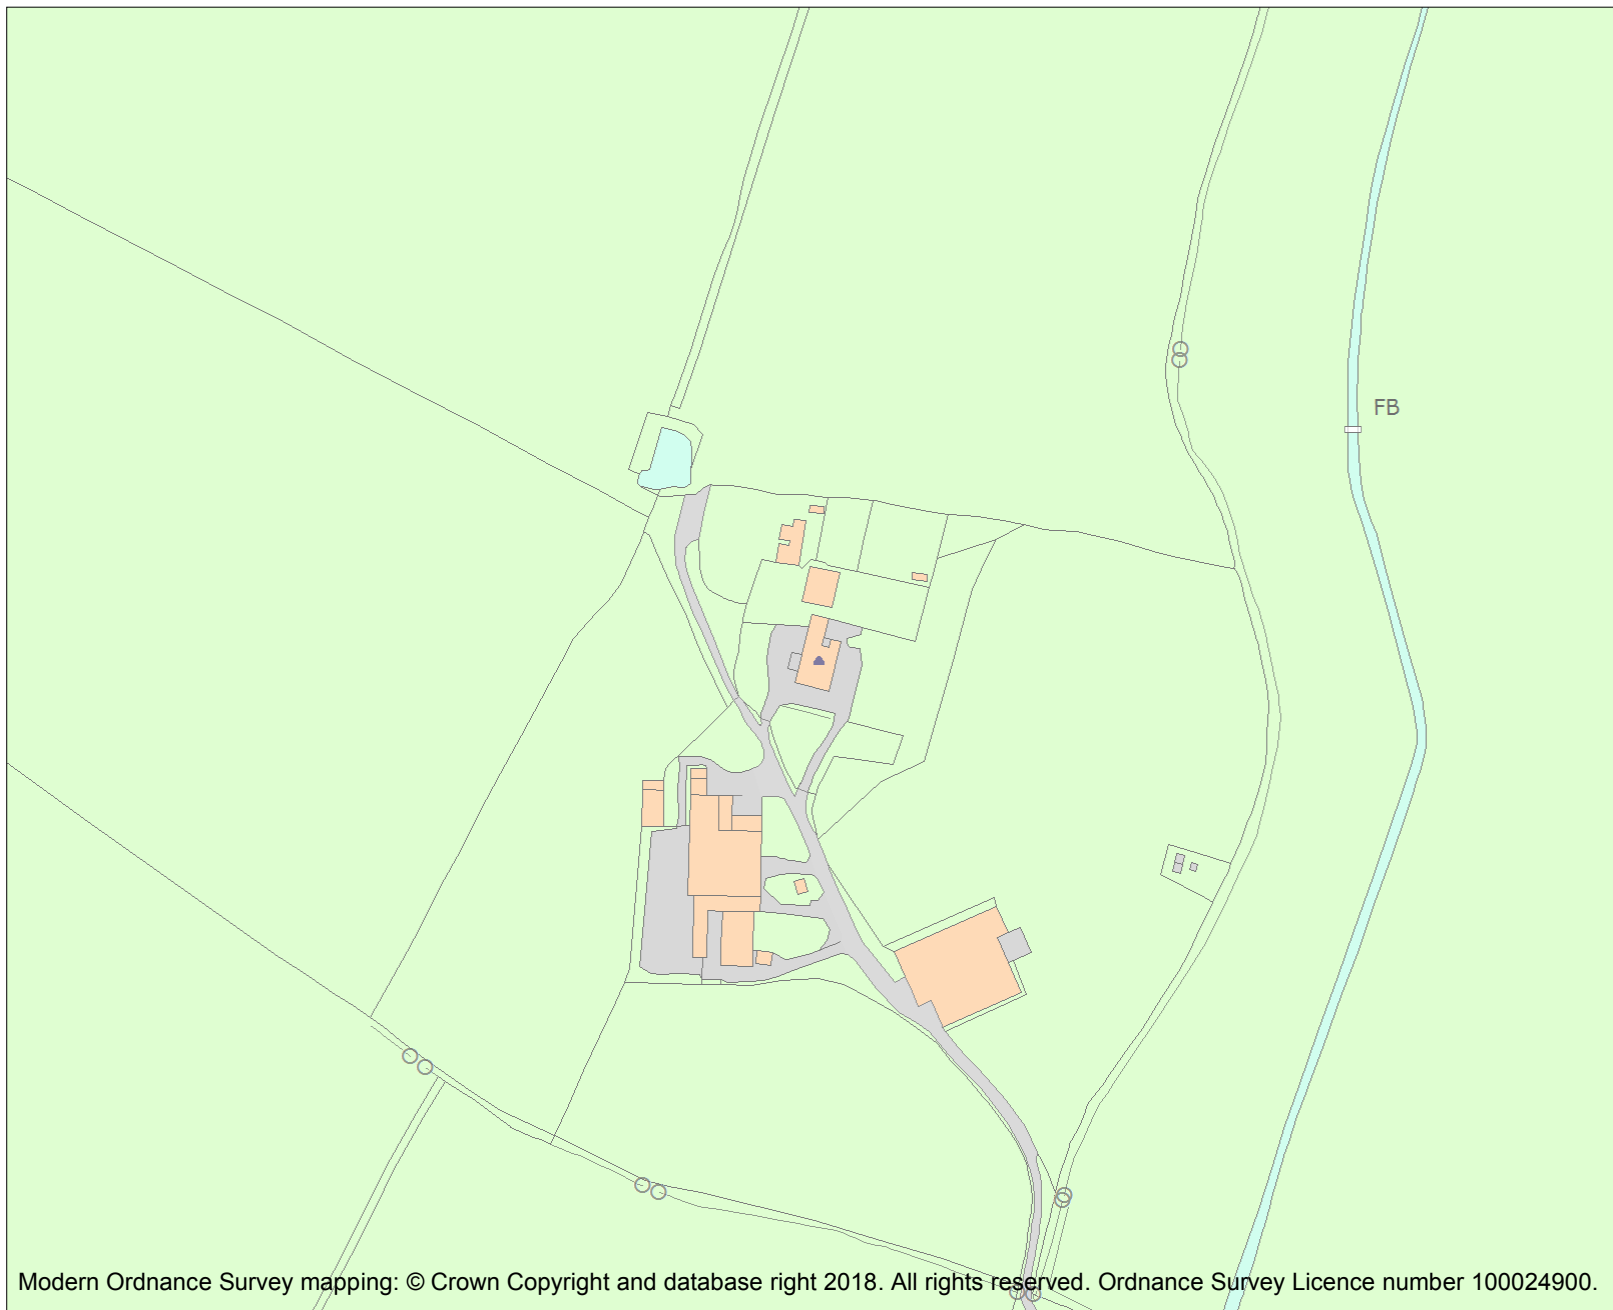 FB
Modern Ordnance Survey mapping: © Crown Copyright and database right 2018. All rights reserved. Ordnance Survey Licence number 100024900.